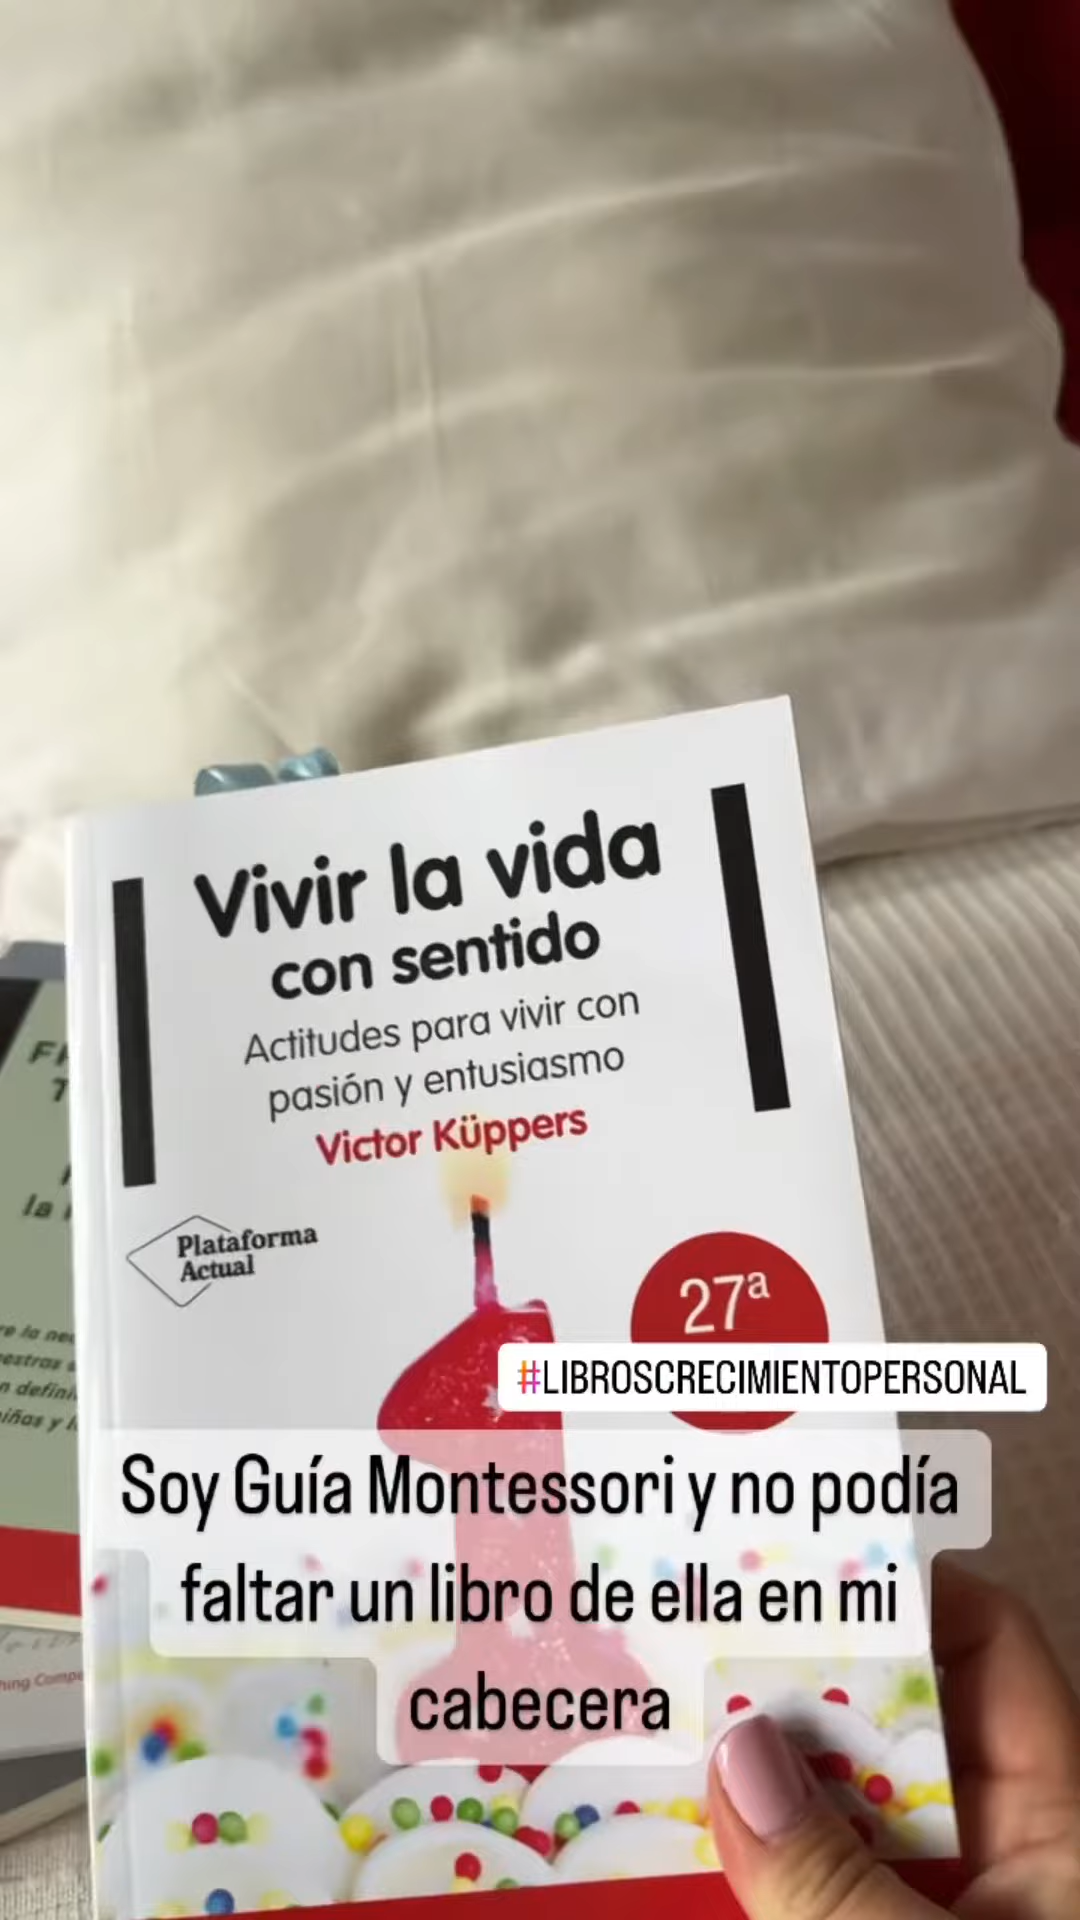 Vivir la vida
con sentido
Actitudes para vivir con
pasión y entusiasmo
Victor Küppers
Plataforma
Actual
27ª
#LIBROSCRECIMIENTOPERSONAL
Soy Guía Montessori y no podía
faltar un libro de ella en mi
cabecera
la